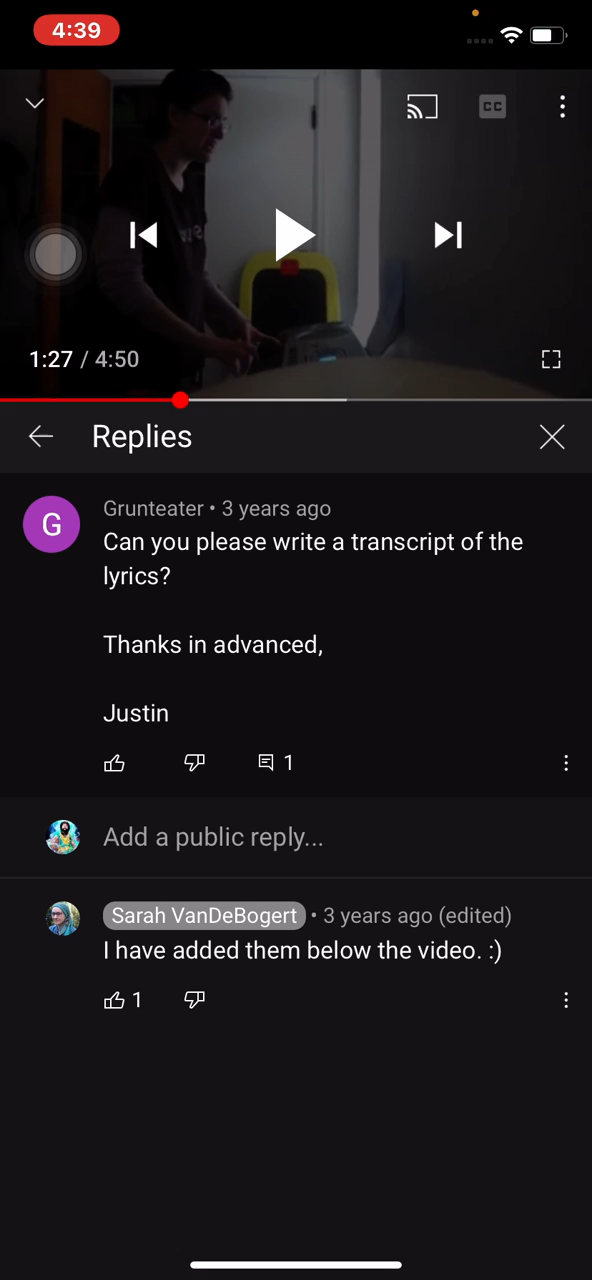 4:39
CC
1:27 / 4:50
Replies
G
Grunteater • 3 years ago
Can you please write a transcript of the
lyrics?
Thanks in advanced,
Justin
1
Add a public reply...
Sarah VanDeBogert • 3 years ago (edited)
I have added them below the video. :)
1